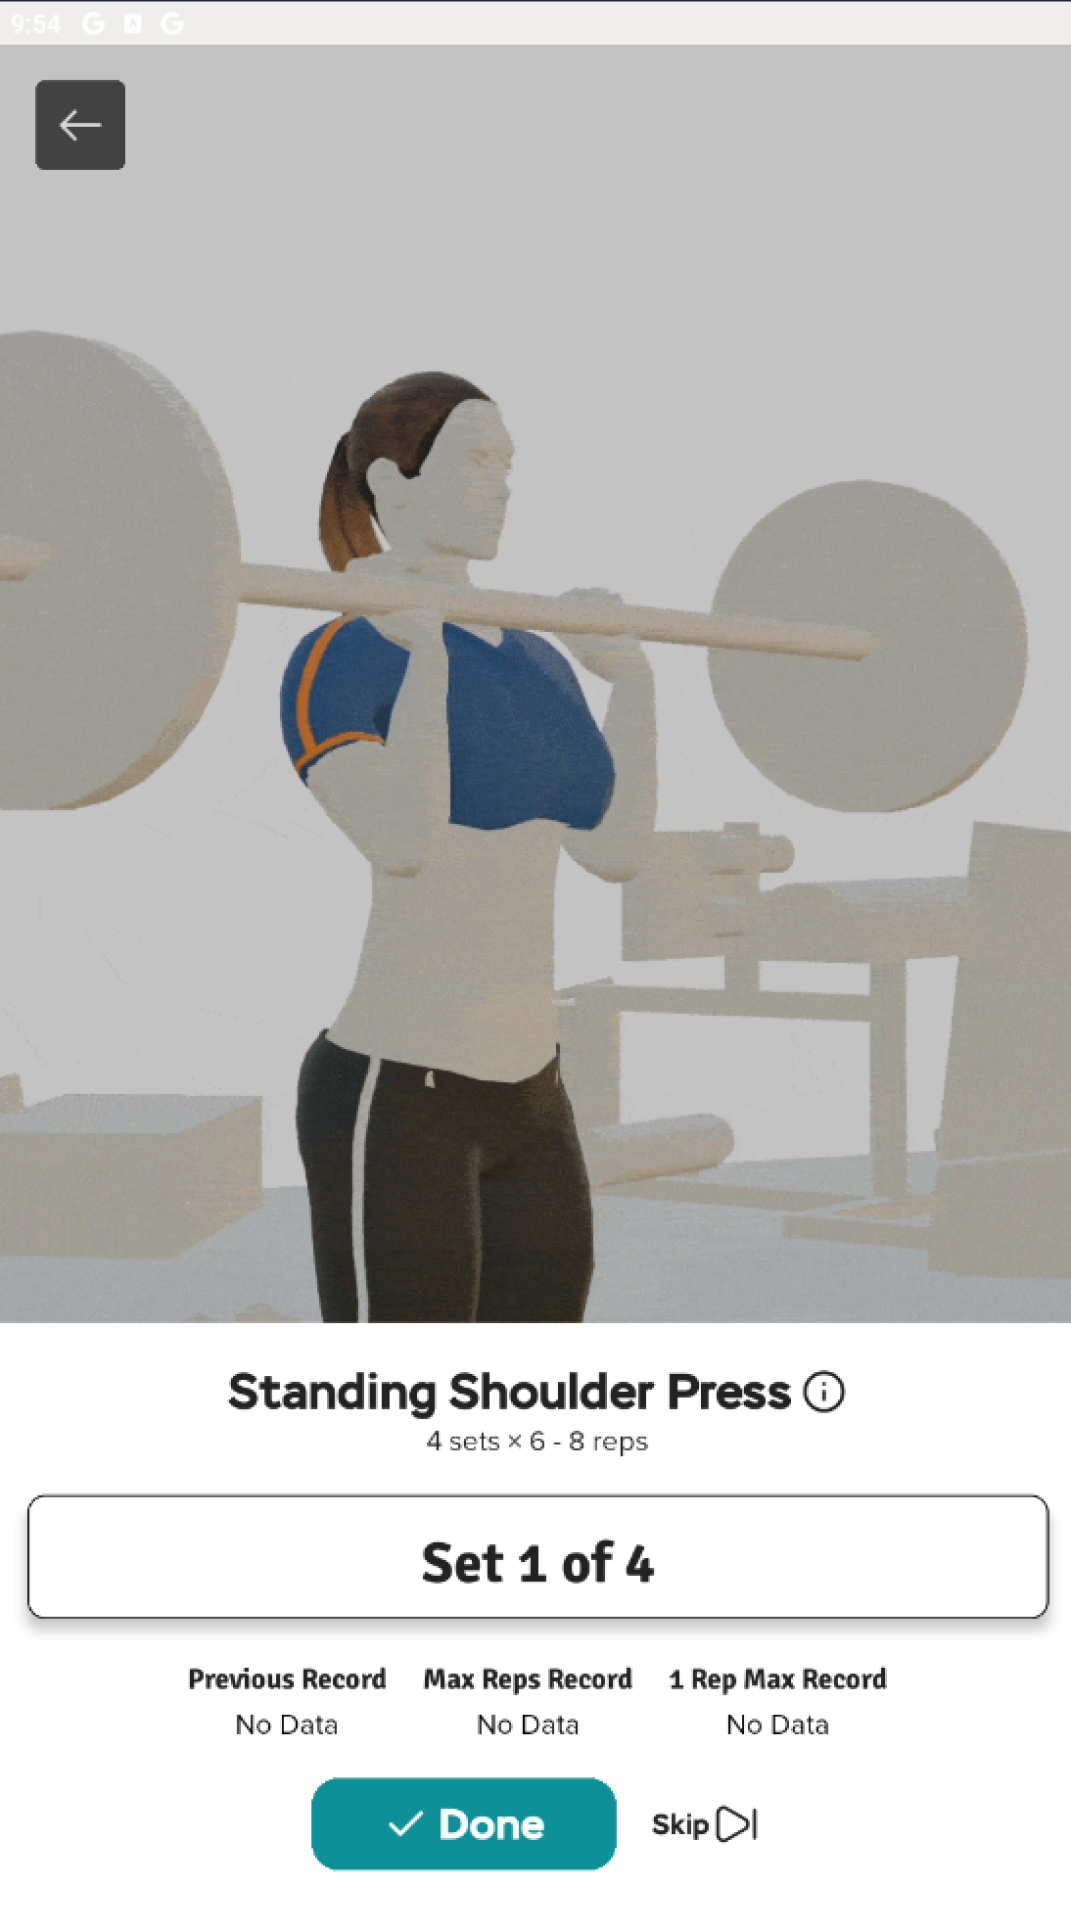 9:54
Standing Shoulder Press
4 sets × 6 - 8 reps
Set 1 of 4
Previous Record Max Reps Record 1 Rep Max Record
No Data No Data No Data
Done Skip